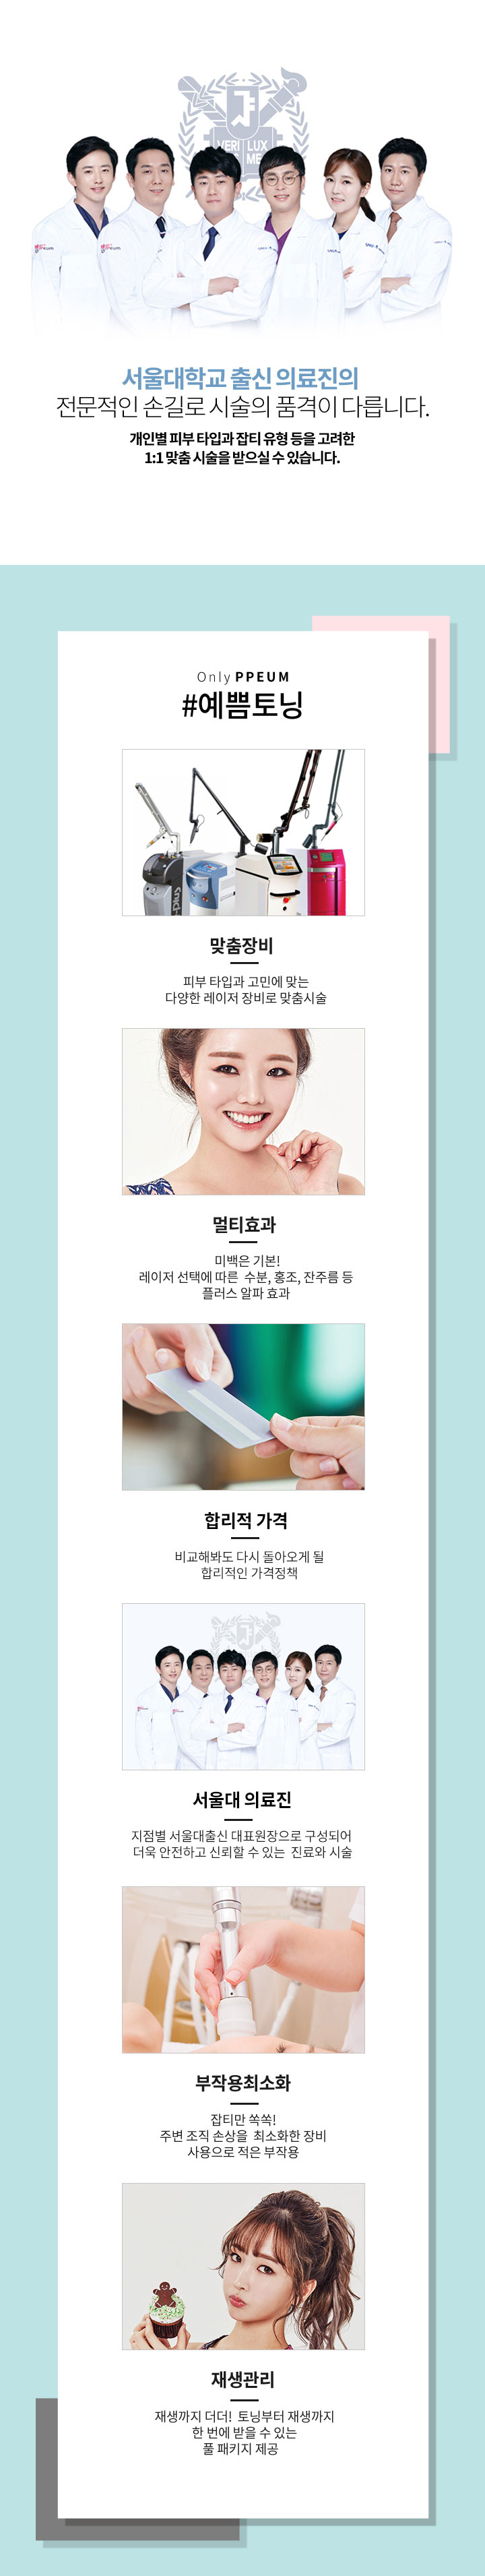 VERI LUX
ME
서울대학교 출신 의료진의
전문적인 손길로 시술의 품격이 다릅니다.
개인별 피부 타입과 잡티 유형 등을 고려한
1:1 맞춤 시술을 받으실 수 있습니다.
Only PPEUM
#예쁨토닝
맞춤장비
피부 타입과 고민에 맞는
다양한 레이저 장비로 맞춤시술
멀티효과
미백은 기본!
레이저 선택에 따른 수분, 홍조, 잔주름 등
플러스 알파 효과
합리적 가격
비교해봐도 다시 돌아오게 될
합리적인 가격정책
서울대 의료진
지점별 서울대출신 대표원장으로 구성되어
더욱 안전하고 신뢰할 수 있는 진료와 시술
부작용최소화
잡티만 쏙쏙!
주변 조직 손상을 최소화한 장비
사용으로 적은 부작용
재생관리
재생까지 더더! 토닝부터 재생까지
한 번에 받을 수 있는
풀 패키지 제공